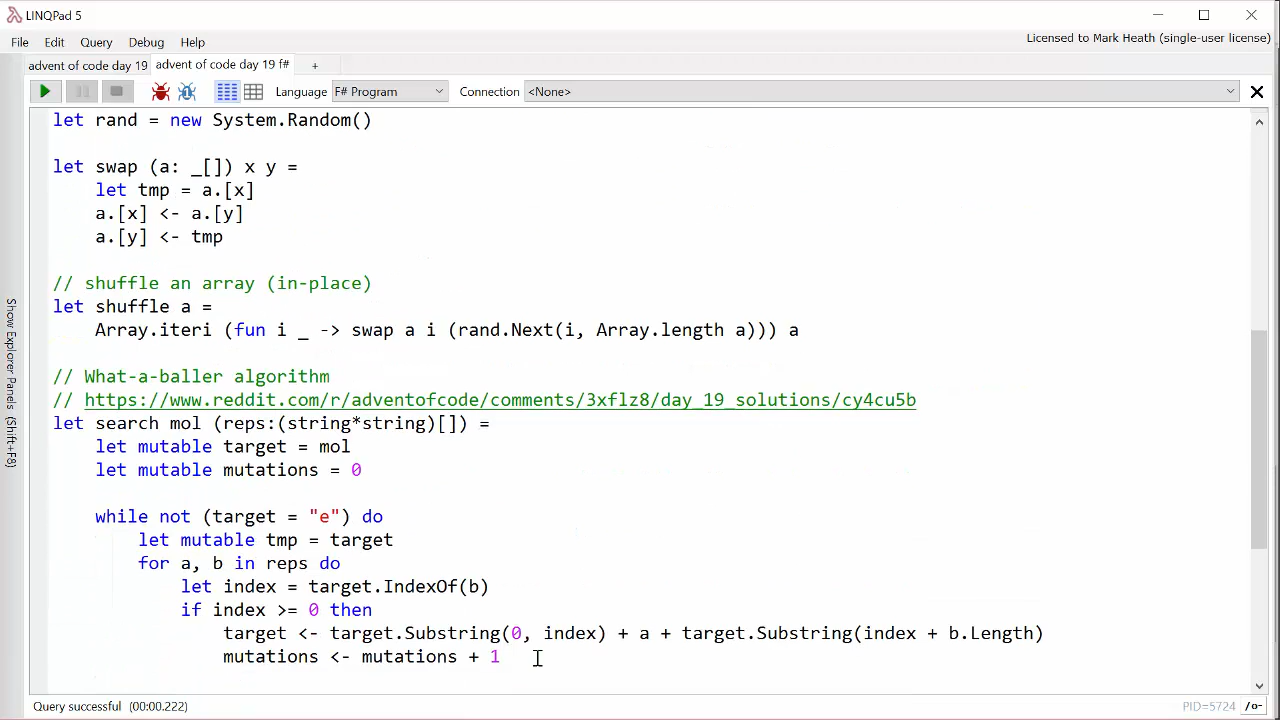 LINQPad 5
File Edit Query Debug Help
Licensed to Mark Heath (single-user license)
advent of code day 19 advent of code day 19 f# +
Language F# Program Connection <None>
let rand = new System.Random()
let swap (a: _[]) x y =
let tmp = a.[x]
a.[x] <- a.[y]
a.[y] <- tmp
// shuffle an array (in-place)
let shuffle a =
Array.iteri (fun i _ -> swap a i (rand.Next(i, Array.length a))) a
// What-a-baller algorithm
// https://www.reddit.com/r/adventofcode/comments/3xflz8/day_19_solutions/cy4cu5b
let search mol (reps:(string*string)[]) =
let mutable target = mol
let mutable mutations = 0
while not (target = "e") do
let mutable tmp = target
for a, b in reps do
let index = target.IndexOf(b)
if index >= 0 then
target <- target.Substring(0, index) + a + target.Substring(index + b.Length)
mutations <- mutations + 1
Show Explorer Panels (Shift+F8)
Query successful (00:00.222)
PID=5724 /o-